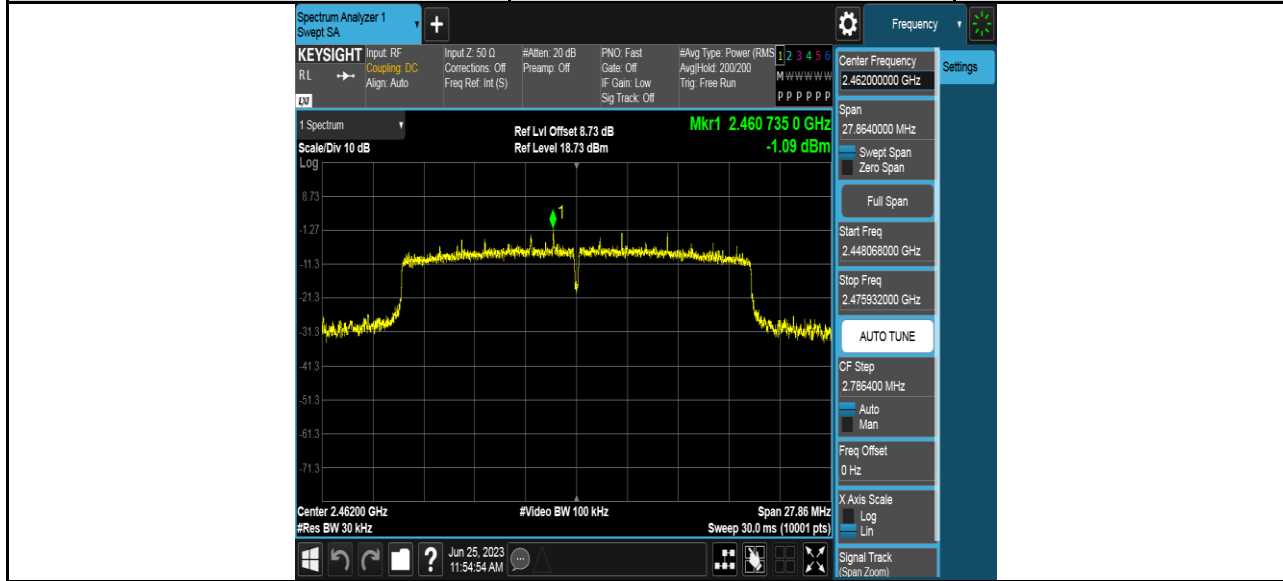 Spectrum Analyzer 1
Swept SA
+
Frequency
KEYSIGHT
RL
LXI
Input: RF
Coupling: DC
Align: Auto
Input Z: 50 Ω
Corrections: Off
Freq Ref: Int (S)
#Atten: 20 dB
Preamp: Off
PNO: Fast
Gate: Off
IF Gain: Low
Sig Track: Off
#Avg Type: Power (RMS
Avg|Hold: 200/200
Trig: Free Run
1 2 3 4 5 6
M W W W W W
P P P P P P
1 Spectrum
Scale/Div 10 dB
Ref Lvl Offset 8.73 dB
Ref Level 18.73 dBm
Mkr1 2.460 735 0 GHz
-1.09 dBm
Log
8.73
-1.27
-11.3
-21.3
-31.3
-41.3
-51.3
-61.3
-71.3
1
Center 2.46200 GHz
#Res BW 30 kHz
#Video BW 100 kHz
Span 27.86 MHz
Sweep 30.0 ms (10001 pts)
Center Frequency
2.462000000 GHz
Settings
Span
27.8640000 MHz
Swept Span
Zero Span
Full Span
Start Freq
2.448068000 GHz
Stop Freq
2.475932000 GHz
AUTO TUNE
CF Step
2.786400 MHz
Auto
Man
Freq Offset
0 Hz
X Axis Scale
Log
Lin
Signal Track
(Span Zoom)
?
Jun 25, 2023
11:54:54 AM